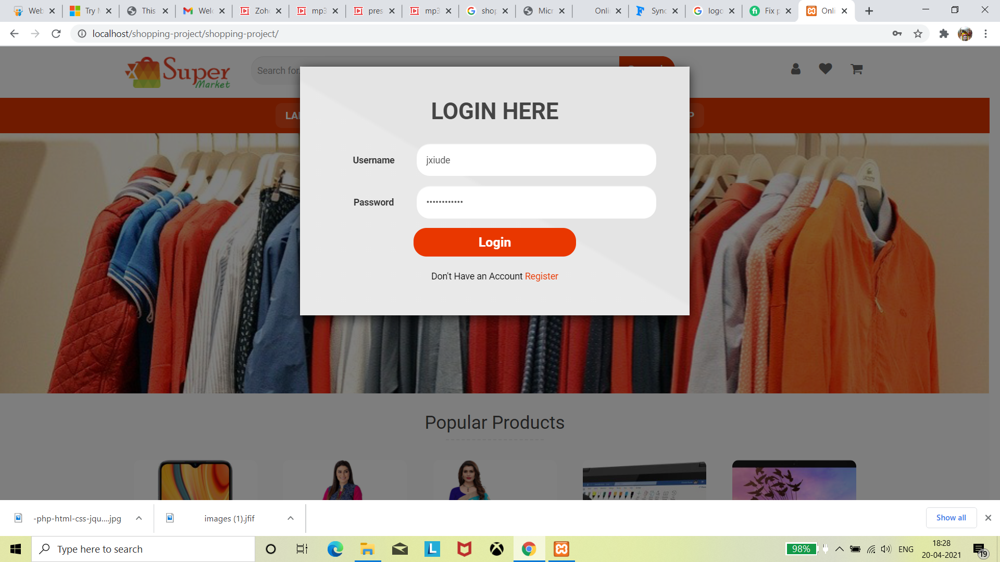 Web
Try
This
Welc
Zoho
mp3
pres
mp3
shop
Micr
Onli
Sync
logo
Fix p
Onli
localhost/shopping-project/shopping-project/
Super
Market
Search for.
LOGIN HERE
Username
jxiude
Password
Login
Don't Have an Account Register
Popular Products
-php-html-css-jqu....jpg
images (1).jfif
Show all
Type here to search
98%
ENG
18:28
20-04-2021
19